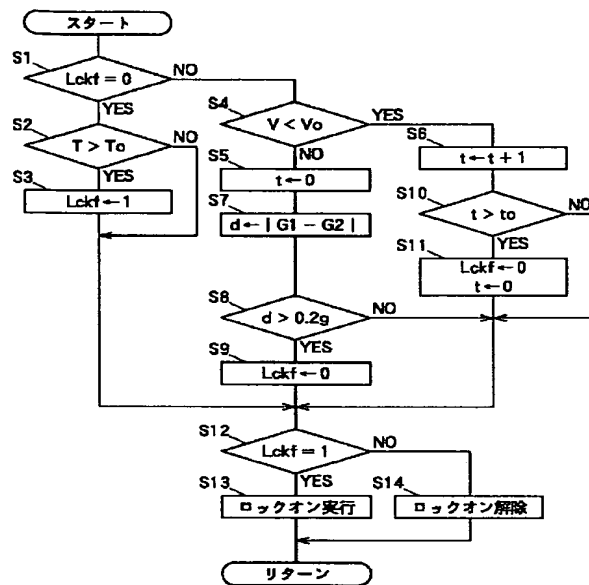 スタート
S1
Lckf = 0
NO
YES
S2
T > To
NO
YES
S3
Lckf ← 1
S4
V < Vo
YES
NO
S5
t ← 0
S7
d ← | G1 − G2 |
S8
d > 0.2g
NO
YES
S9
Lckf ← 0
S6
t ← t + 1
S10
t > to
NO
YES
S11
Lckf ← 0
t ← 0
S12
Lckf = 1
NO
YES
S13
ロックオン実行
S14
ロックオン解除
リターン